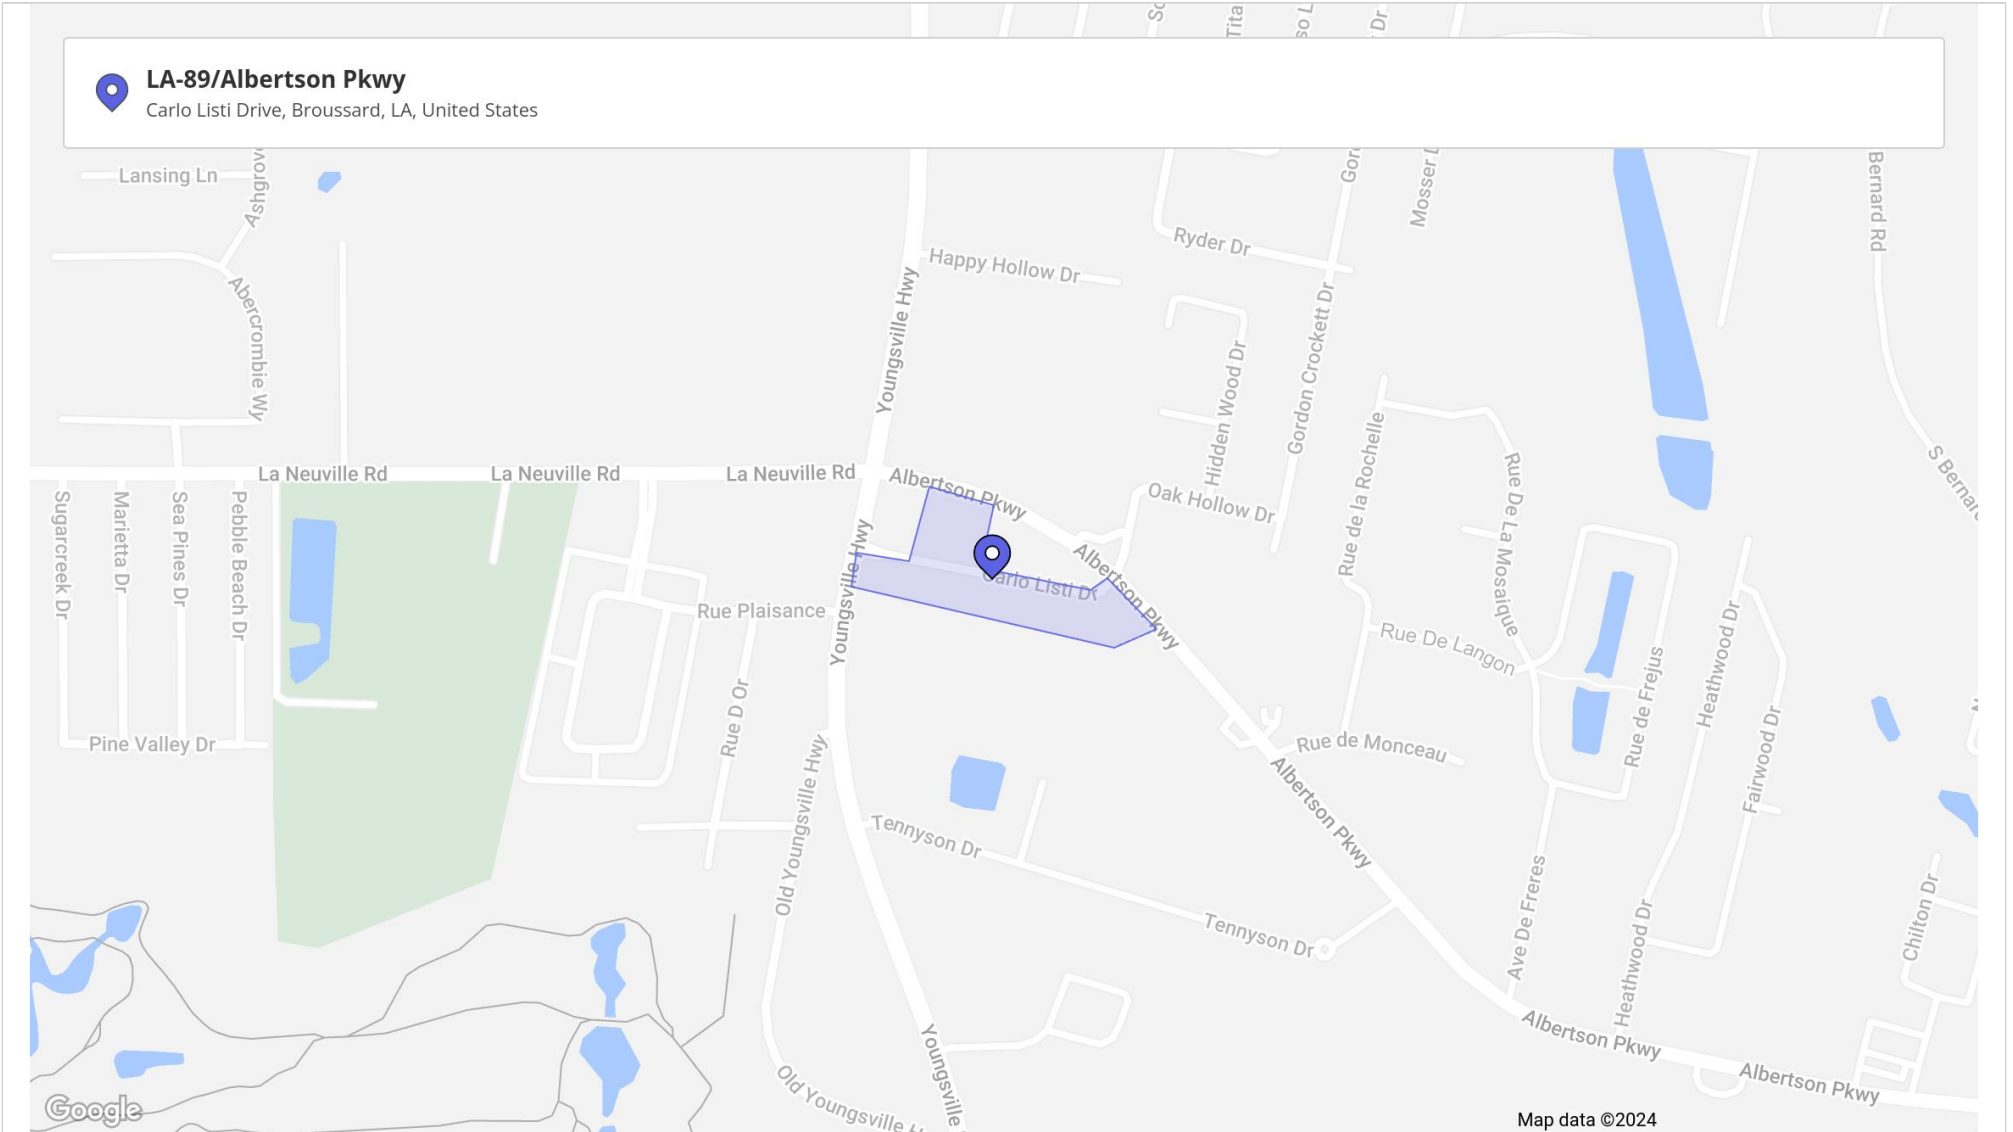 LA-89/Albertson Pkwy
Carlo Listi Drive, Broussard, LA, United States
Lansing Ln
Bernard Rd
Mosser
Ryder Dr
Happy Hollow Dr
Abercrombie Wy
Youngsville Hwy
Hidden Wood Dr
Gordon Crockett Dr
Rue de la Rochelle
Rue De La Mosaique
La Neuville Rd
La Neuville Rd
La Neuville Rd
Albertson Pkwy
Oak Hollow Dr
Sugarcreek Dr
Marietta Dr
Sea Pines Dr
Pebble Beach Dr
Youngsville Hwy
Carlo Listi Dr
Albertson Pkwy
Rue Plaisance
Rue De Langon
Heathwood Dr
Rue de Frejus
Rue D Or
Fairwood Dr
Pine Valley Dr
Rue de Monceau
Old Youngsville Hwy
Tennyson Dr
Albertson Pkwy
Ave De Freres
Heathwood Dr
Chilton Dr
Tennyson Dr
Albertson Pkwy
Youngsville
Old Youngsville H
Albertson Pkwy
Google
Map data ©2024